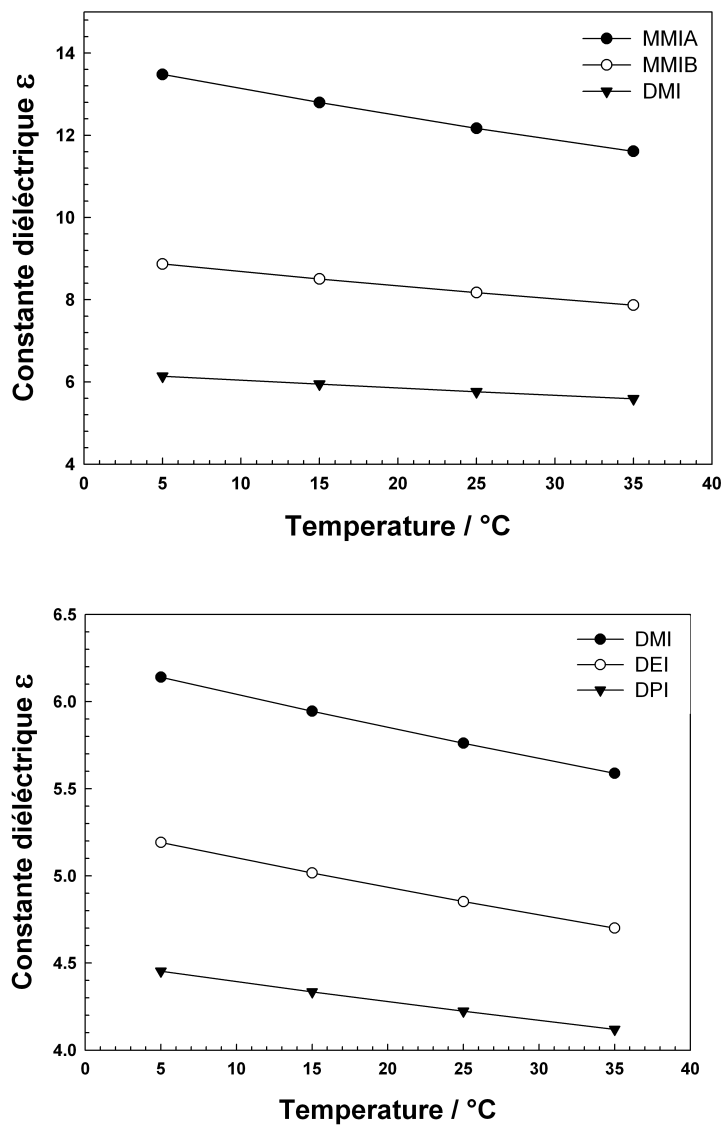 MMIA
MMIB
DMI
Constante diéléctrique ε
14
12
10
8
6
4
0 5 10 15 20 25 30 35 40
Temperature / °C
DMI
DEI
DPI
Constante diéléctrique ε
6.5
6.0
5.5
5.0
4.5
4.0
0 5 10 15 20 25 30 35 40
Temperature / °C